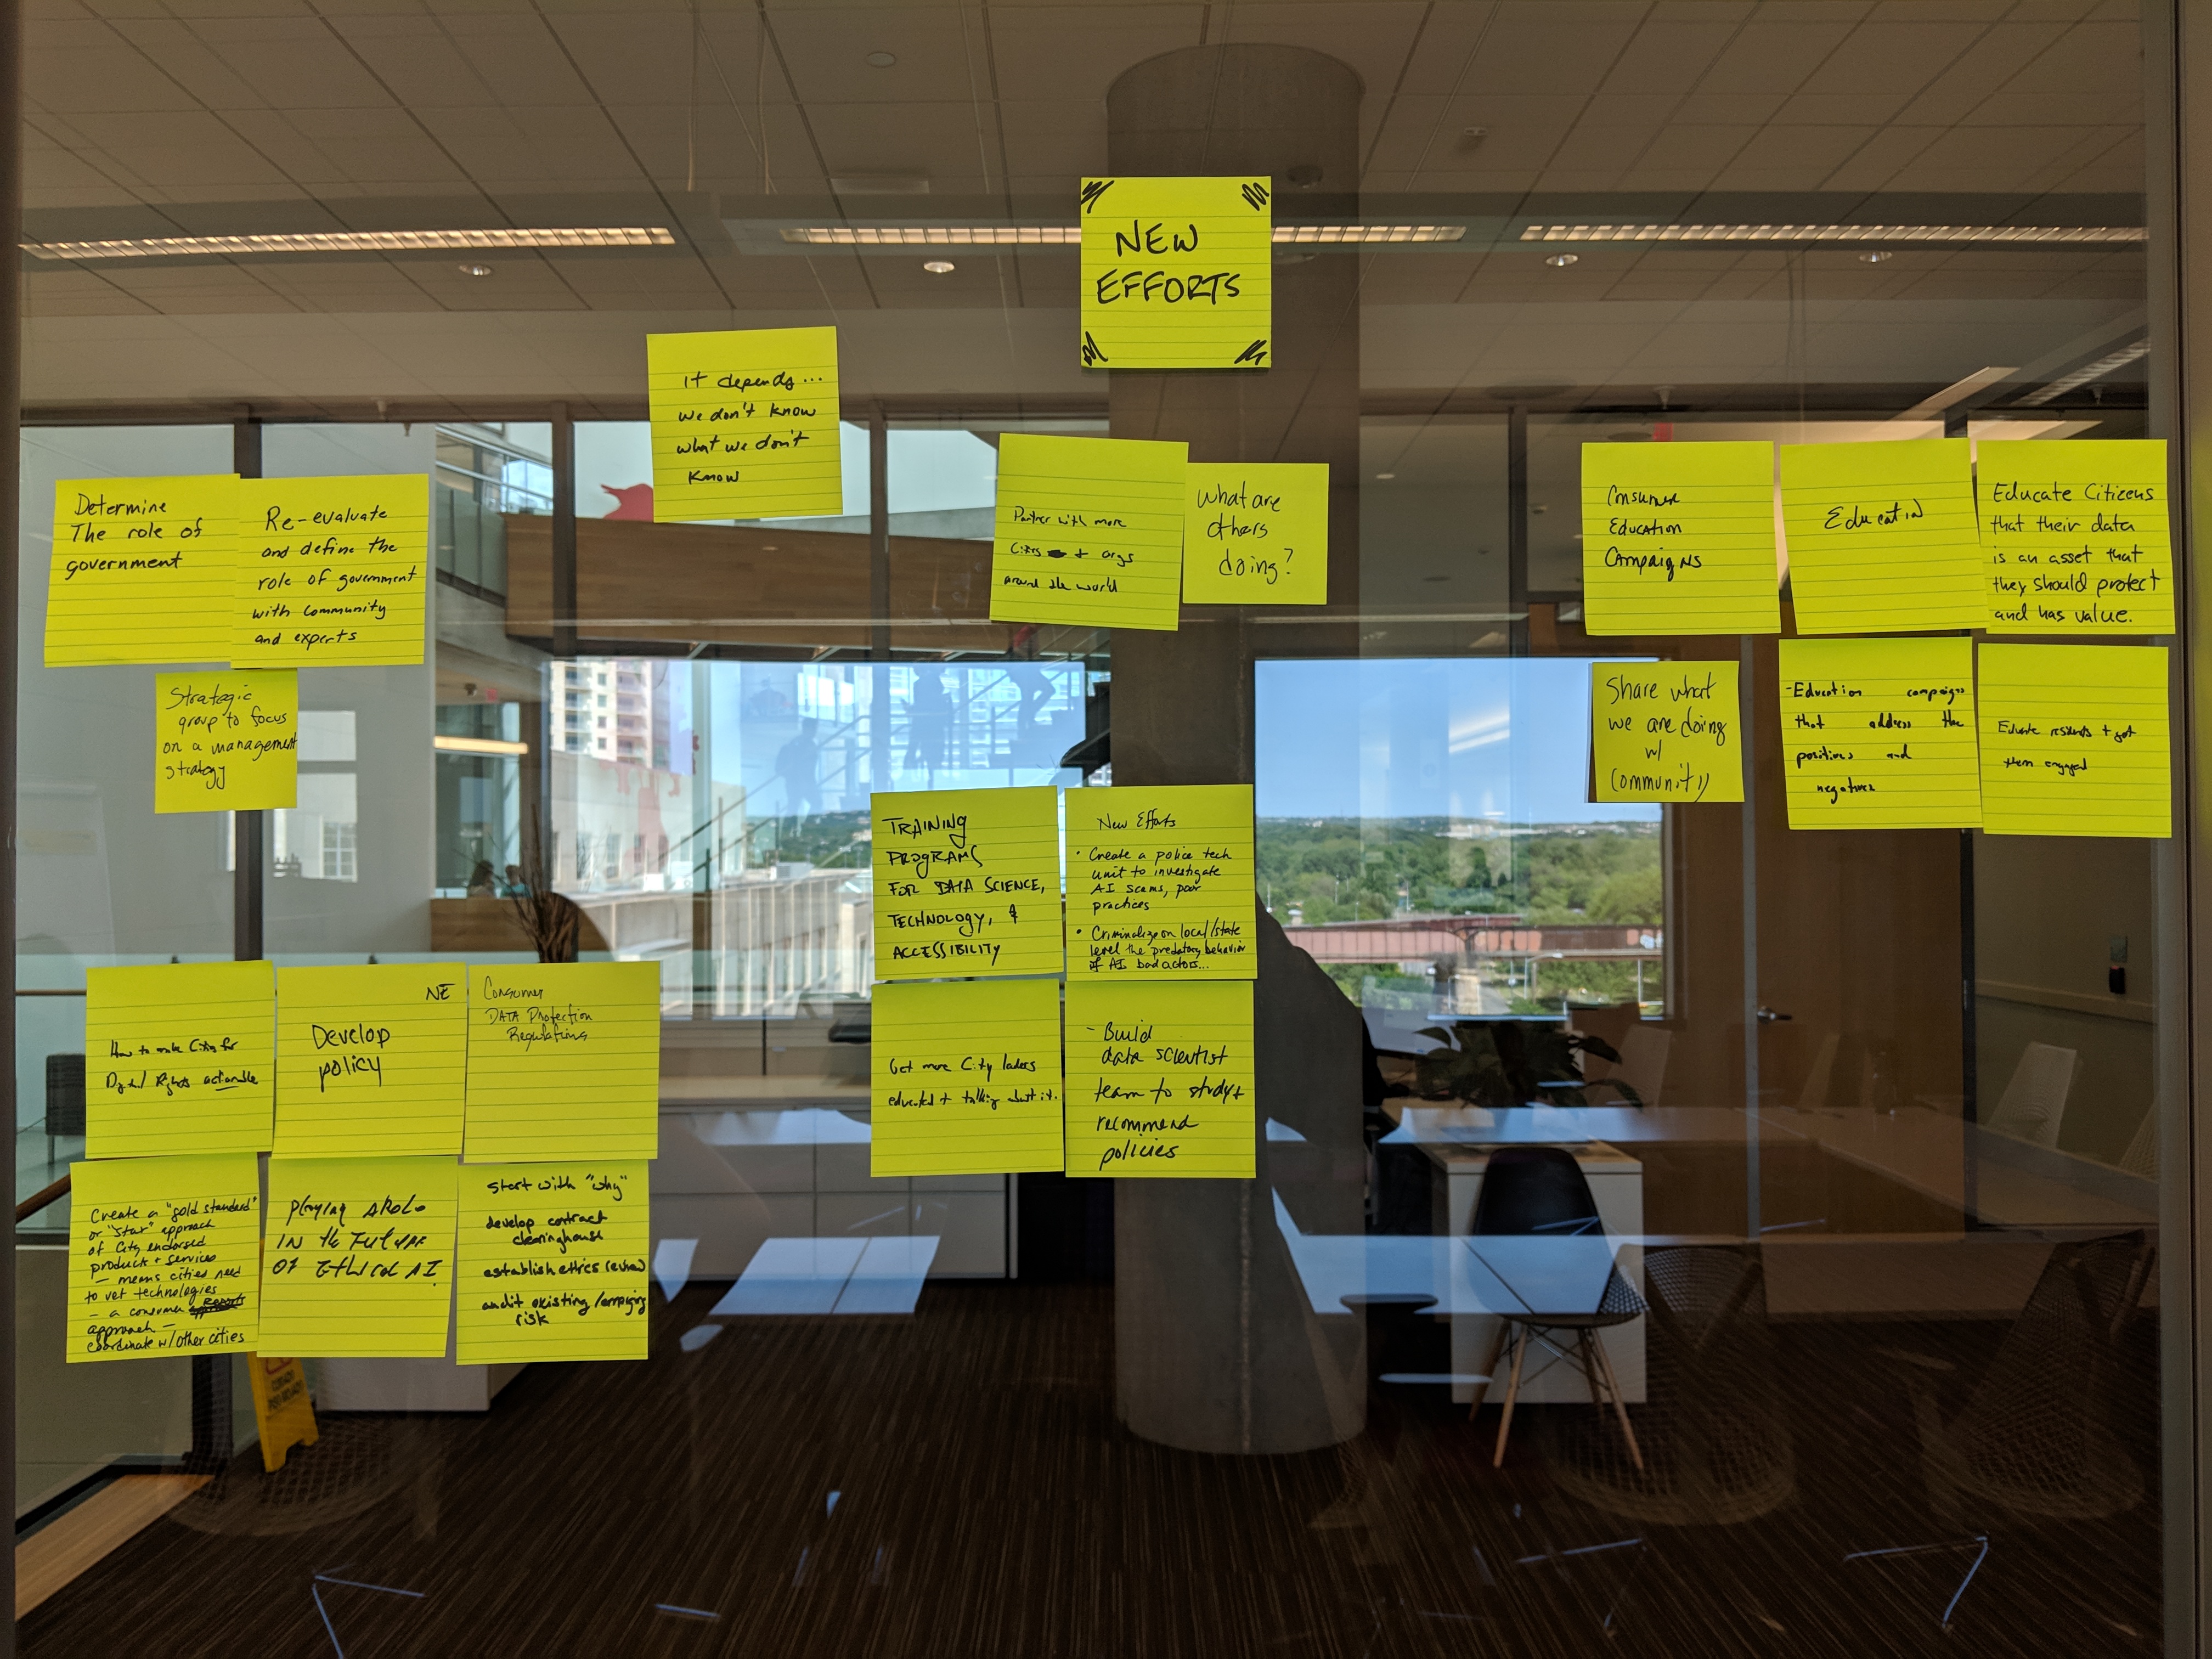 NEW
EFFORTS
It depends...
we don't know
what we don't
know
Determine
The role of
government
Re-evaluate
and define the
role of government
with community
and experts
Strategic
group to focus
on a management
strategy
Partner with more
Cities + orgs
around the world.
What are
others
doing?
Consumer
Education
Campaigns
Education
Educate Citizens
that their data
is an asset that
they should protect
and has value.
Share what
we are doing
w/
Community
-Education campaigns
that address the
positives and
negatives
Educate residents + get
them engaged
TRAINING
PROGRAMS
FOR DATA SCIENCE,
TECHNOLOGY, &
ACCESSIBILITY
New Efforts
• Create a police tech
unit to investigate
AI scams, poor
practices
• Criminalize on local/state
level the predatory behavior
of AI bad actors...
Get more City leaders
educated + talking about it.
- Build
data scientist
team to study +
recommend
policies
How to make Cities for
Digital Rights actionable
NE
Develop
policy
Consumer
DATA Protection
Regulations
Create a "gold standard"
or "star" approach
of City endorsed
products + services
- means cities need
to vet technologies
- a consumer
approach -
coordinate w/other cities
Playing A Role
IN the Future
OF Ethical AI
Start with "why"
develop contract
clearinghouse
establish ethics review
audit existing/emerging
risk